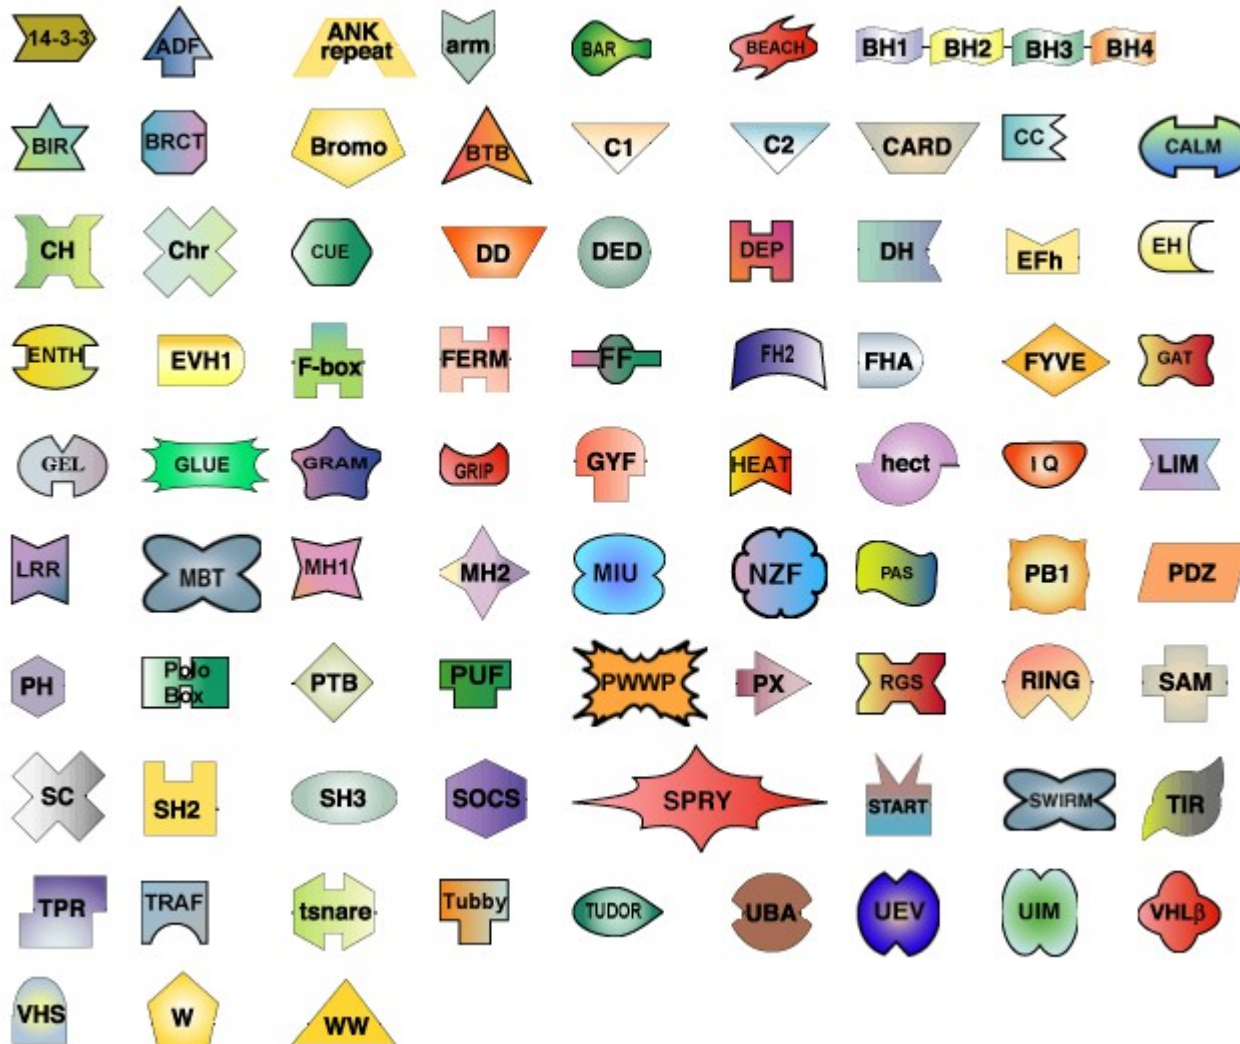 14-3-3 ADF ANK repeat arm BAR BEACH BH1 BH2 BH3 BH4
BIR BRCT Bromo BTB C1 C2 CARD CC CALM
CH Chr CUE DD DED DEP DH EFh EH
ENTH EVH1 F-box FERM FF FH2 FHA FYVE GAT
GEL GLUE GRAM GRIP GYF HEAT hect IQ LIM
LRR MBT MH1 MH2 MIU NZF PAS PB1 PDZ
PH Polo Box PTB PUF PWWP PX RGS RING SAM
SC SH2 SH3 SOCS SPRY START SWIRM TIR
TPR TRAF tsnare Tubby TUDOR UBA UEV UIM VHLβ
VHS W WW